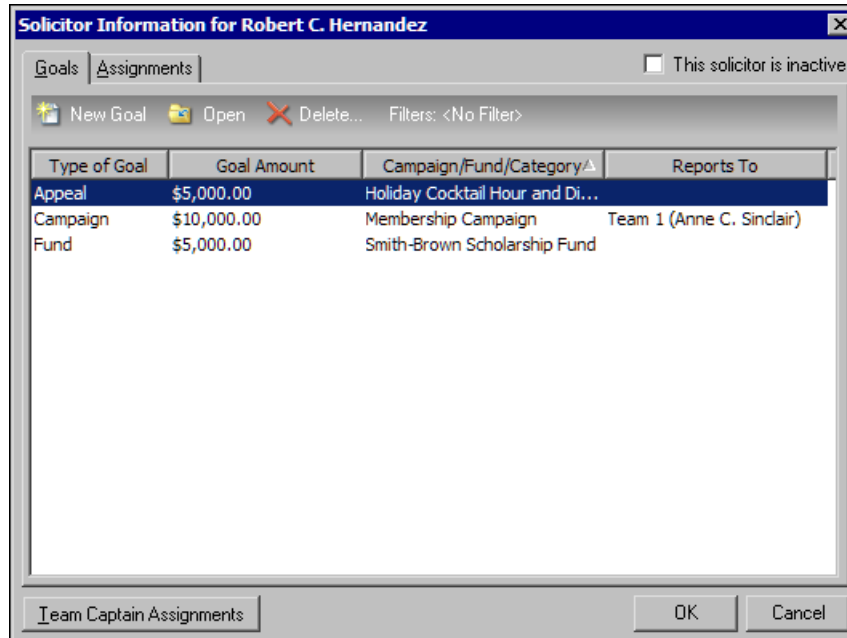 Solicitor Information for Robert C. Hernandez
Goals Assignments This solicitor is inactive
New Goal Open Delete... Filters: <No Filter>
Type of Goal Goal Amount Campaign/Fund/Category Reports To
Appeal $5,000.00 Holiday Cocktail Hour and Di...
Campaign $10,000.00 Membership Campaign Team 1 (Anne C. Sinclair)
Fund $5,000.00 Smith-Brown Scholarship Fund
Team Captain Assignments OK Cancel